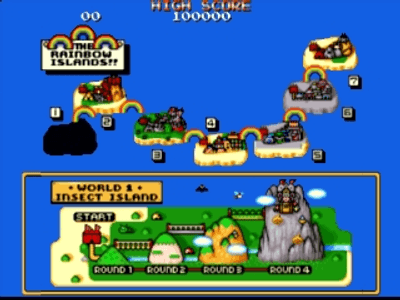 HIGH SCORE
00 100000
THE
RAINBOW
ISLANDS!!
1
2
3
4
5
6
7
• WORLD 1 •
INSECT ISLAND
START
ROUND 1 ROUND 2 ROUND 3 ROUND 4